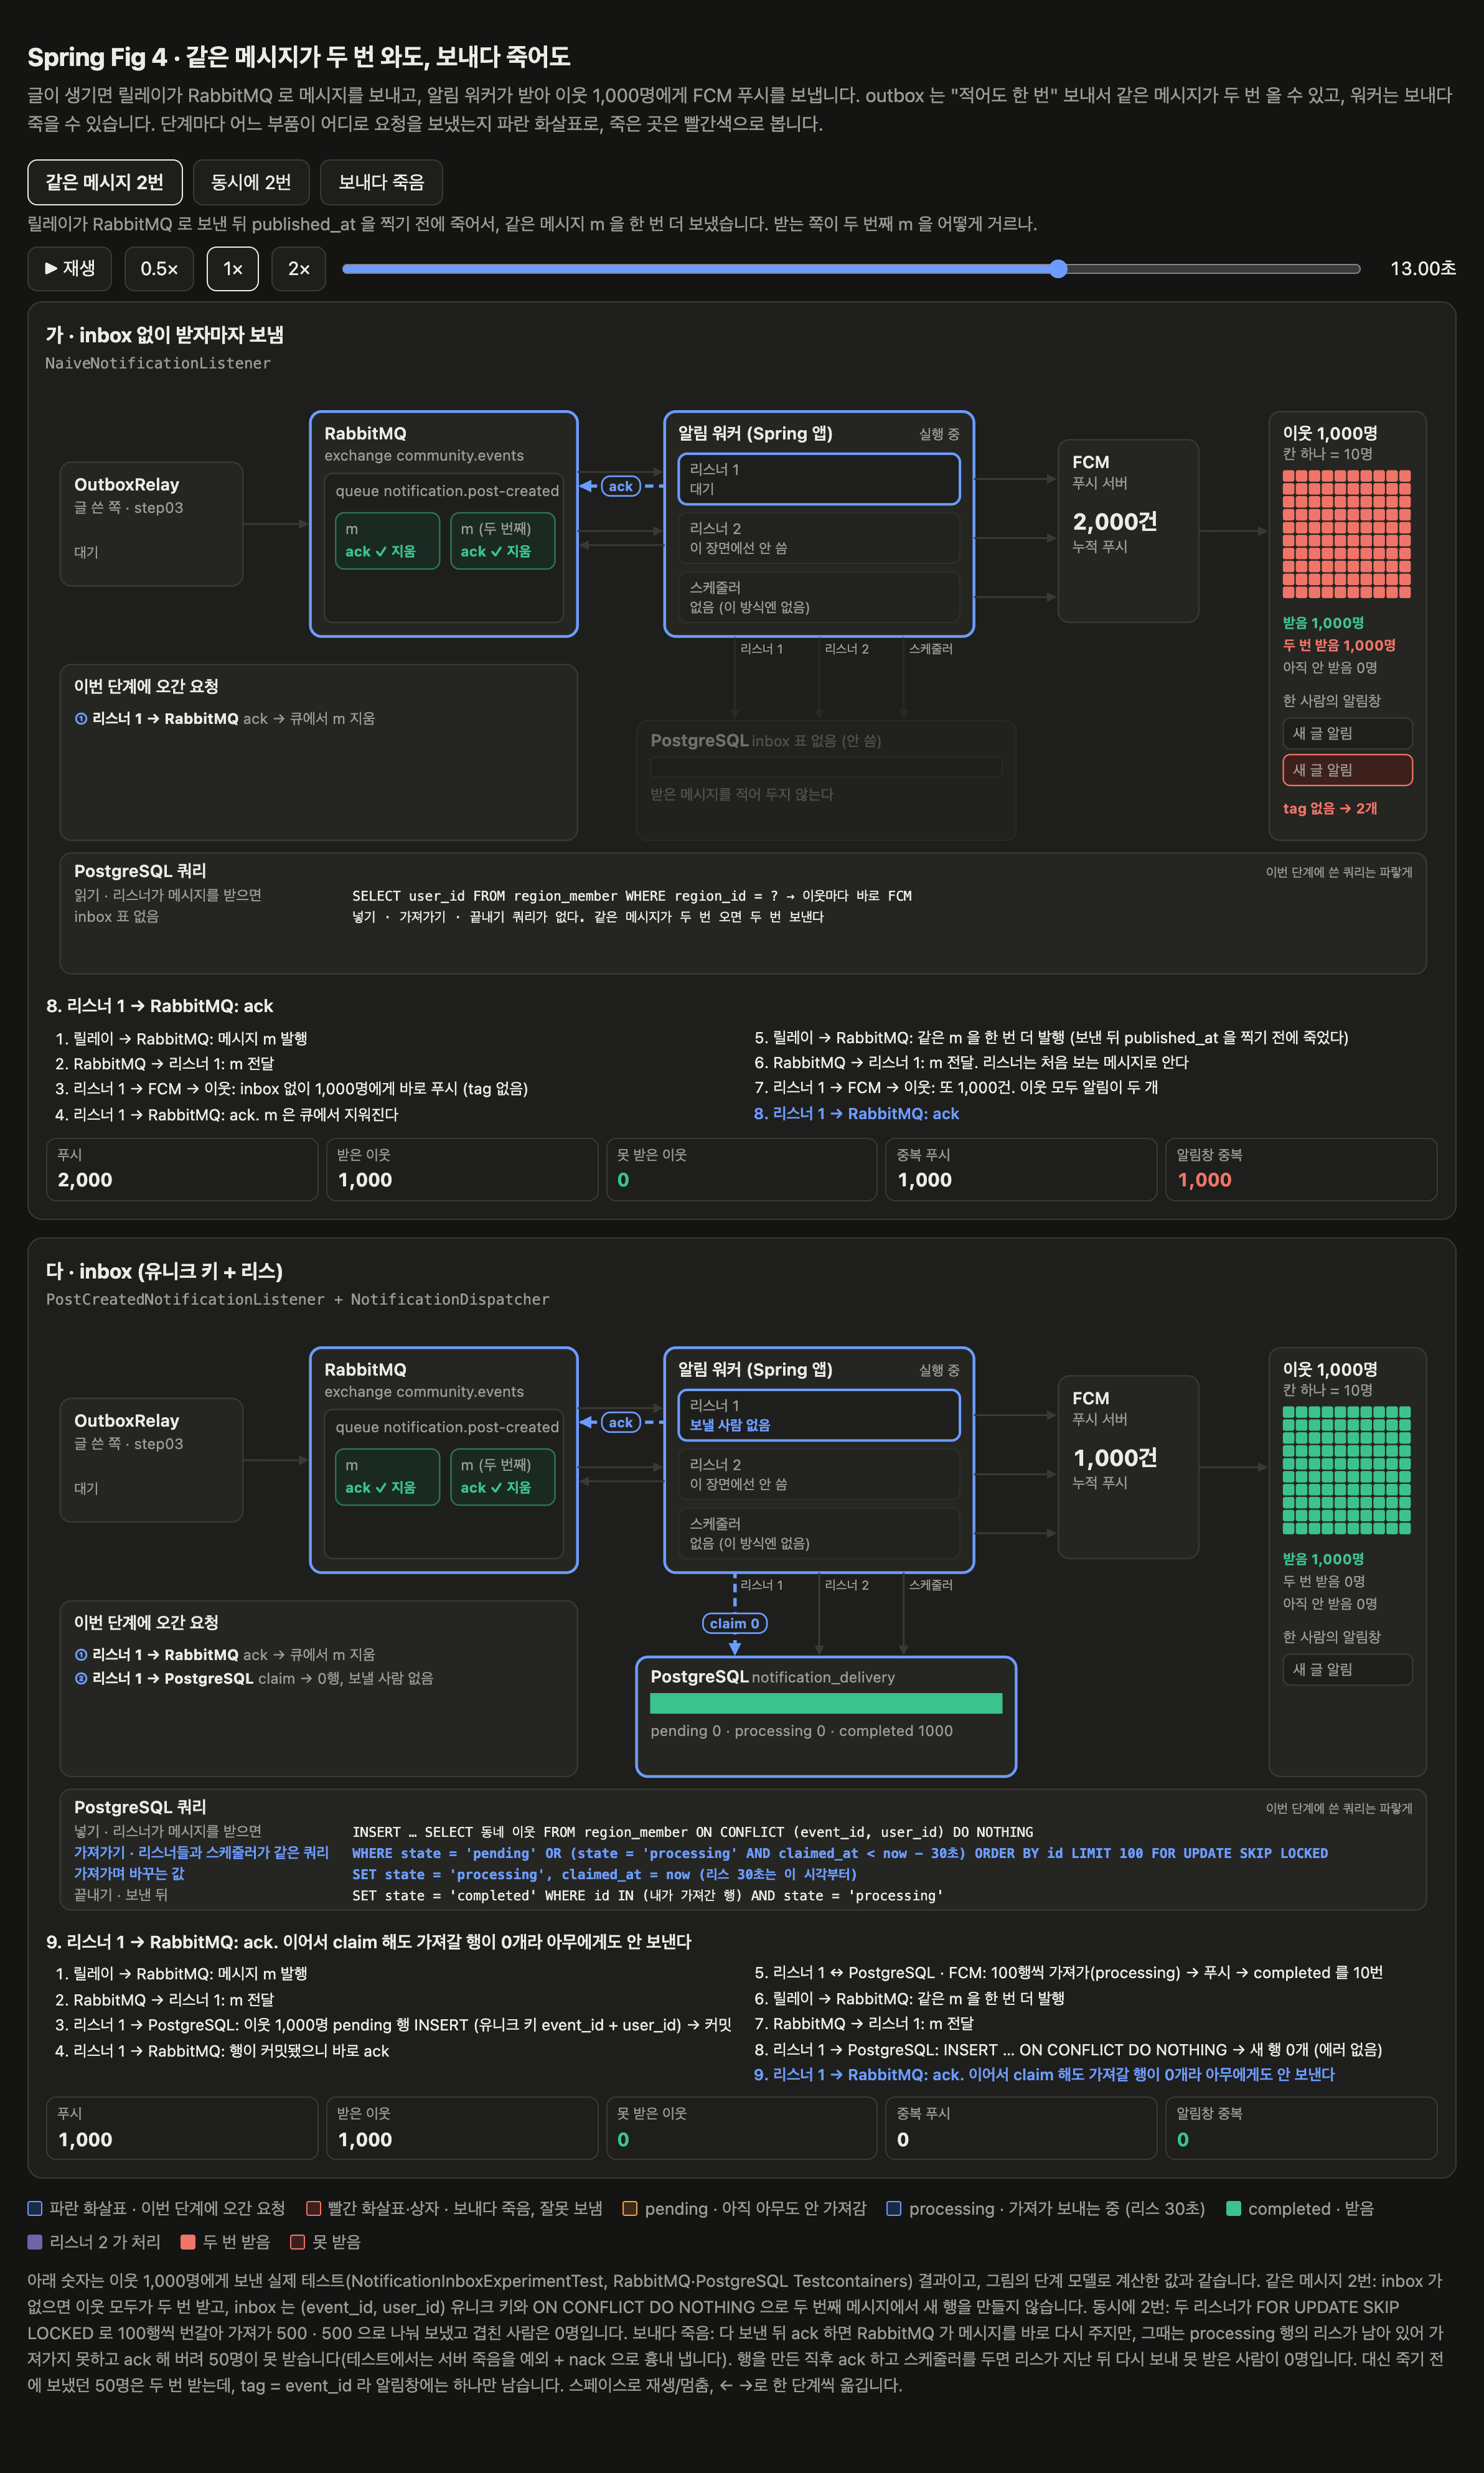 Spring Fig 4 · 같은 메시지가 두 번 와도, 보내다 죽어도
글이 생기면 릴레이가 RabbitMQ 로 메시지를 보내고, 알림 워커가 받아 이웃 1,000명에게 FCM 푸시를 보냅니다. outbox 는 "적어도 한 번" 보내서 같은 메시지가 두 번 올 수 있고, 워커는 보내다
죽을 수 있습니다. 단계마다 어느 부품이 어디로 요청을 보냈는지 파란 화살표로, 죽은 곳은 빨간색으로 봅니다.
같은 메시지 2번
동시에 2번
보내다 죽음
릴레이가 RabbitMQ 로 보낸 뒤 published_at 을 찍기 전에 죽어서, 같은 메시지 m 을 한 번 더 보냈습니다. 받는 쪽이 두 번째 m 을 어떻게 거르나.
▶ 재생
0.5×
1×
2×
13.00초
가 · inbox 없이 받자마자 보냄
NaiveNotificationListener
OutboxRelay
글 쓴 쪽 · step03
대기
RabbitMQ
exchange community.events
queue notification.post-created
m
ack ✓ 지움
m (두 번째)
ack ✓ 지움
ack
알림 워커 (Spring 앱)
실행 중
리스너 1
대기
리스너 2
이 장면에선 안 씀
스케줄러
없음 (이 방식엔 없음)
FCM
푸시 서버
2,000건
누적 푸시
이웃 1,000명
칸 하나 = 10명
받음 1,000명
두 번 받음 1,000명
아직 안 받음 0명
한 사람의 알림창
새 글 알림
새 글 알림
tag 없음 → 2개
이번 단계에 오간 요청
① 리스너 1 → RabbitMQ ack → 큐에서 m 지움
리스너 1
리스너 2
스케줄러
PostgreSQL inbox 표 없음 (안 씀)
받은 메시지를 적어 두지 않는다
PostgreSQL 쿼리
이번 단계에 쓴 쿼리는 파랗게
읽기 · 리스너가 메시지를 받으면 SELECT user_id FROM region_member WHERE region_id = ? → 이웃마다 바로 FCM
inbox 표 없음 넣기 · 가져가기 · 끝내기 쿼리가 없다. 같은 메시지가 두 번 오면 두 번 보낸다
8. 리스너 1 → RabbitMQ: ack
1. 릴레이 → RabbitMQ: 메시지 m 발행
2. RabbitMQ → 리스너 1: m 전달
3. 리스너 1 → FCM → 이웃: inbox 없이 1,000명에게 바로 푸시 (tag 없음)
4. 리스너 1 → RabbitMQ: ack. m 은 큐에서 지워진다
5. 릴레이 → RabbitMQ: 같은 m 을 한 번 더 발행 (보낸 뒤 published_at 을 찍기 전에 죽었다)
6. RabbitMQ → 리스너 1: m 전달. 리스너는 처음 보는 메시지로 안다
7. 리스너 1 → FCM → 이웃: 또 1,000건. 이웃 모두 알림이 두 개
8. 리스너 1 → RabbitMQ: ack
푸시
2,000
받은 이웃
1,000
못 받은 이웃
0
중복 푸시
1,000
알림창 중복
1,000
다 · inbox (유니크 키 + 리스)
PostCreatedNotificationListener + NotificationDispatcher
OutboxRelay
글 쓴 쪽 · step03
대기
RabbitMQ
exchange community.events
queue notification.post-created
m
ack ✓ 지움
m (두 번째)
ack ✓ 지움
ack
알림 워커 (Spring 앱)
실행 중
리스너 1
보낼 사람 없음
리스너 2
이 장면에선 안 씀
스케줄러
없음 (이 방식엔 없음)
FCM
푸시 서버
1,000건
누적 푸시
이웃 1,000명
칸 하나 = 10명
받음 1,000명
두 번 받음 0명
아직 안 받음 0명
한 사람의 알림창
새 글 알림
이번 단계에 오간 요청
① 리스너 1 → RabbitMQ ack → 큐에서 m 지움
② 리스너 1 → PostgreSQL claim → 0행, 보낼 사람 없음
리스너 1
리스너 2
스케줄러
claim 0
PostgreSQL notification_delivery
pending 0 · processing 0 · completed 1000
PostgreSQL 쿼리
이번 단계에 쓴 쿼리는 파랗게
넣기 · 리스너가 메시지를 받으면 INSERT … SELECT 동네 이웃 FROM region_member ON CONFLICT (event_id, user_id) DO NOTHING
가져가기 · 리스너들과 스케줄러가 같은 쿼리 WHERE state = 'pending' OR (state = 'processing' AND claimed_at < now − 30초) ORDER BY id LIMIT 100 FOR UPDATE SKIP LOCKED
가져가며 바꾸는 값 SET state = 'processing', claimed_at = now (리스 30초는 이 시각부터)
끝내기 · 보낸 뒤 SET state = 'completed' WHERE id IN (내가 가져간 행) AND state = 'processing'
9. 리스너 1 → RabbitMQ: ack. 이어서 claim 해도 가져갈 행이 0개라 아무에게도 안 보낸다
1. 릴레이 → RabbitMQ: 메시지 m 발행
2. RabbitMQ → 리스너 1: m 전달
3. 리스너 1 → PostgreSQL: 이웃 1,000명 pending 행 INSERT (유니크 키 event_id + user_id) → 커밋
4. 리스너 1 → RabbitMQ: 행이 커밋됐으니 바로 ack
5. 리스너 1 ↔ PostgreSQL · FCM: 100행씩 가져가(processing) → 푸시 → completed 를 10번
6. 릴레이 → RabbitMQ: 같은 m 을 한 번 더 발행
7. RabbitMQ → 리스너 1: m 전달
8. 리스너 1 → PostgreSQL: INSERT … ON CONFLICT DO NOTHING → 새 행 0개 (에러 없음)
9. 리스너 1 → RabbitMQ: ack. 이어서 claim 해도 가져갈 행이 0개라 아무에게도 안 보낸다
푸시
1,000
받은 이웃
1,000
못 받은 이웃
0
중복 푸시
0
알림창 중복
0
파란 화살표 · 이번 단계에 오간 요청
빨간 화살표·상자 · 보내다 죽음, 잘못 보냄
pending · 아직 아무도 안 가져감
processing · 가져가 보내는 중 (리스 30초)
completed · 받음
리스너 2 가 처리
두 번 받음
못 받음
아래 숫자는 이웃 1,000명에게 보낸 실제 테스트(NotificationInboxExperimentTest, RabbitMQ·PostgreSQL Testcontainers) 결과이고, 그림의 단계 모델로 계산한 값과 같습니다. 같은 메시지 2번: inbox 가
없으면 이웃 모두가 두 번 받고, inbox 는 (event_id, user_id) 유니크 키와 ON CONFLICT DO NOTHING 으로 두 번째 메시지에서 새 행을 만들지 않습니다. 동시에 2번: 두 리스너가 FOR UPDATE SKIP
LOCKED 로 100행씩 번갈아 가져가 500 · 500 으로 나눠 보냈고 겹친 사람은 0명입니다. 보내다 죽음: 다 보낸 뒤 ack 하면 RabbitMQ 가 메시지를 바로 다시 주지만, 그때는 processing 행의 리스가 남아 있어 가
져가지 못하고 ack 해 버려 50명이 못 받습니다(테스트에서는 서버 죽음을 예외 + nack 으로 흉내 냅니다). 행을 만든 직후 ack 하고 스케줄러를 두면 리스가 지난 뒤 다시 보내 못 받은 사람이 0명입니다. 대신 죽기 전
에 보냈던 50명은 두 번 받는데, tag = event_id 라 알림창에는 하나만 남습니다. 스페이스로 재생/멈춤, ← →로 한 단계씩 옮깁니다.